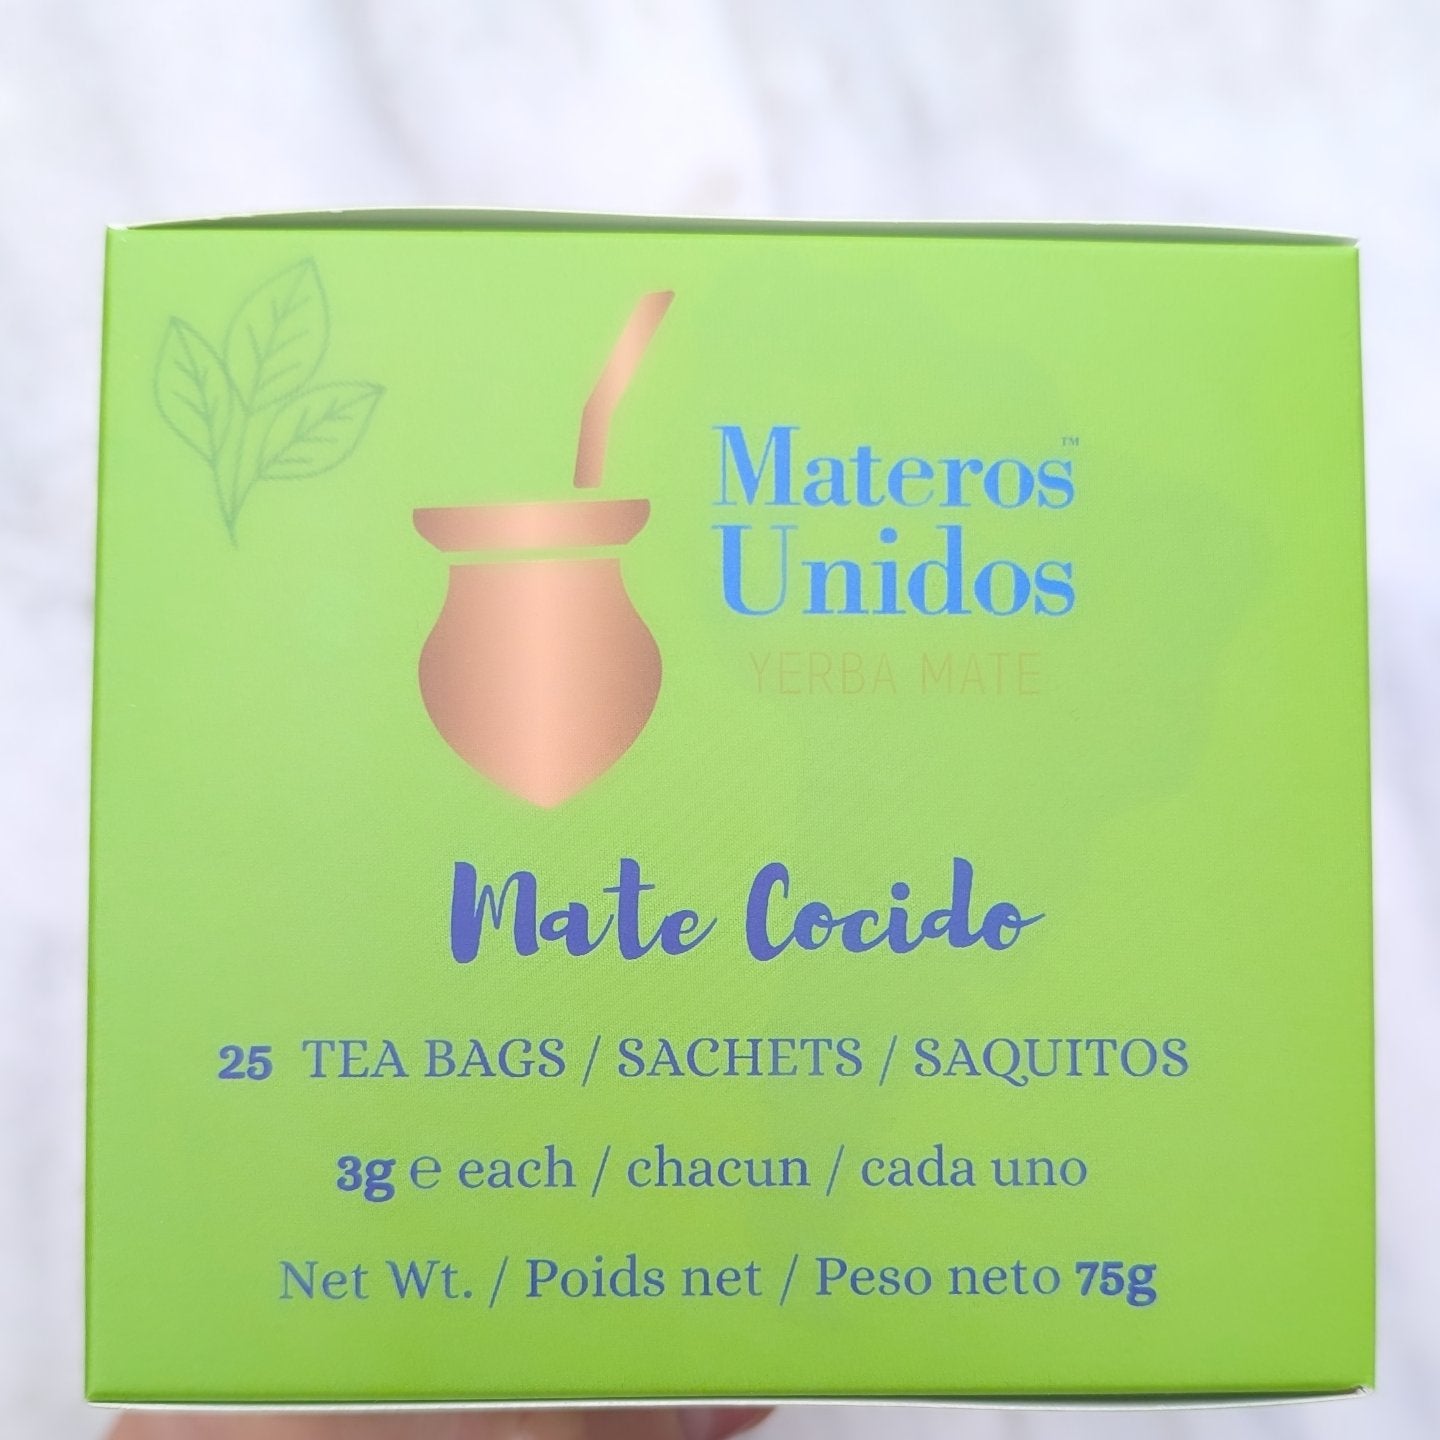 Materos™
Unidos
YERBA MATE
Mate Cocido
25 TEA BAGS / SACHETS / SAQUITOS
3g e each / chacun / cada uno
Net Wt. / Poids net / Peso neto 75g